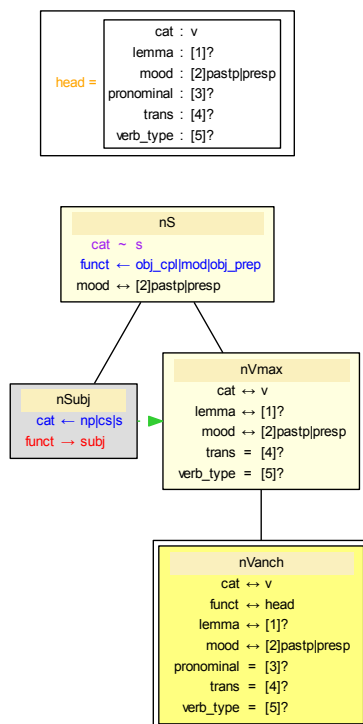 head =
cat : v
lemma : [1]?
mood : [2]pastp|presp
pronominal : [3]?
trans : [4]?
verb_type : [5]?
nS
cat ~ s
funct ← obj_cpl|mod|obj_prep
mood ↔ [2]pastp|presp
nSubj
cat ← np|cs|s
funct → subj
nVmax
cat ↔ v
lemma ↔ [1]?
mood ↔ [2]pastp|presp
trans = [4]?
verb_type = [5]?
nVanch
cat ↔ v
funct ↔ head
lemma ↔ [1]?
mood ↔ [2]pastp|presp
pronominal = [3]?
trans = [4]?
verb_type = [5]?